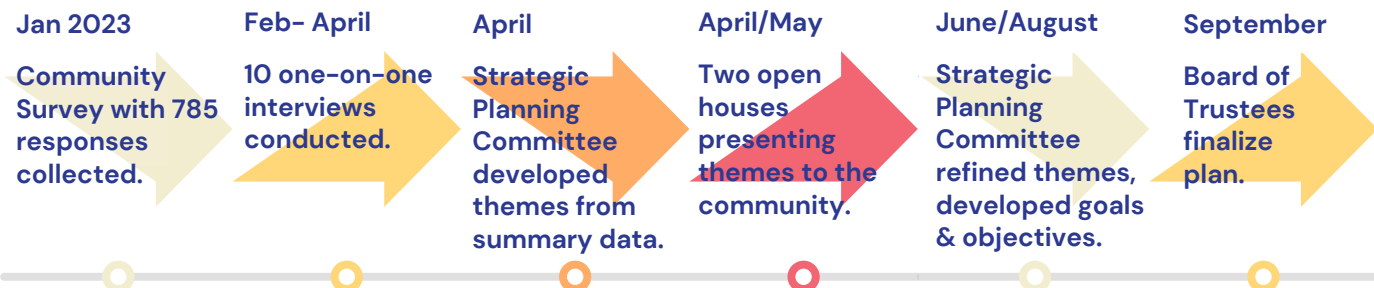 Jan 2023
Community
Survey with 785
responses
collected.
Feb- April
10 one-on-one
interviews
conducted.
April
Strategic
Planning
Committee
developed
themes from
summary data.
April/May
Two open
houses
presenting
themes to the
community.
June/August
Strategic
Planning
Committee
refined themes,
developed goals
& objectives.
September
Board of
Trustees
finalize
plan.